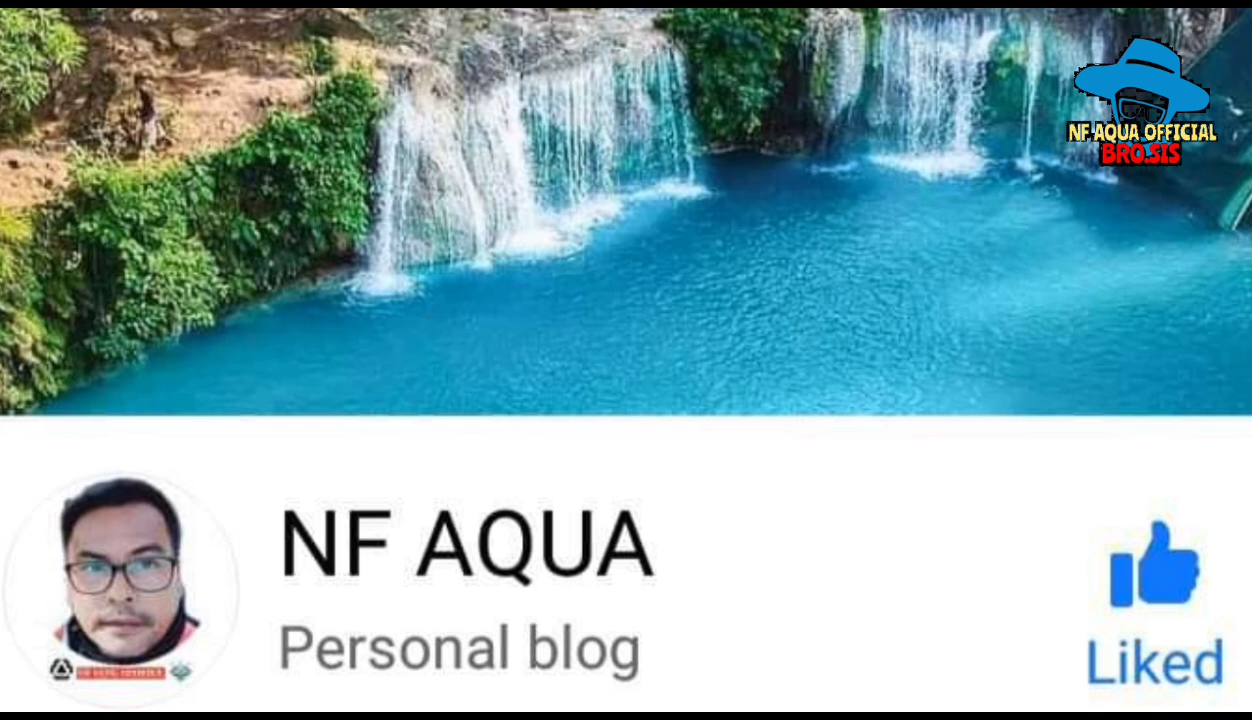 NF AQUA OFFICIAL
BRO.SIS
NF AQUA
Personal blog
Liked